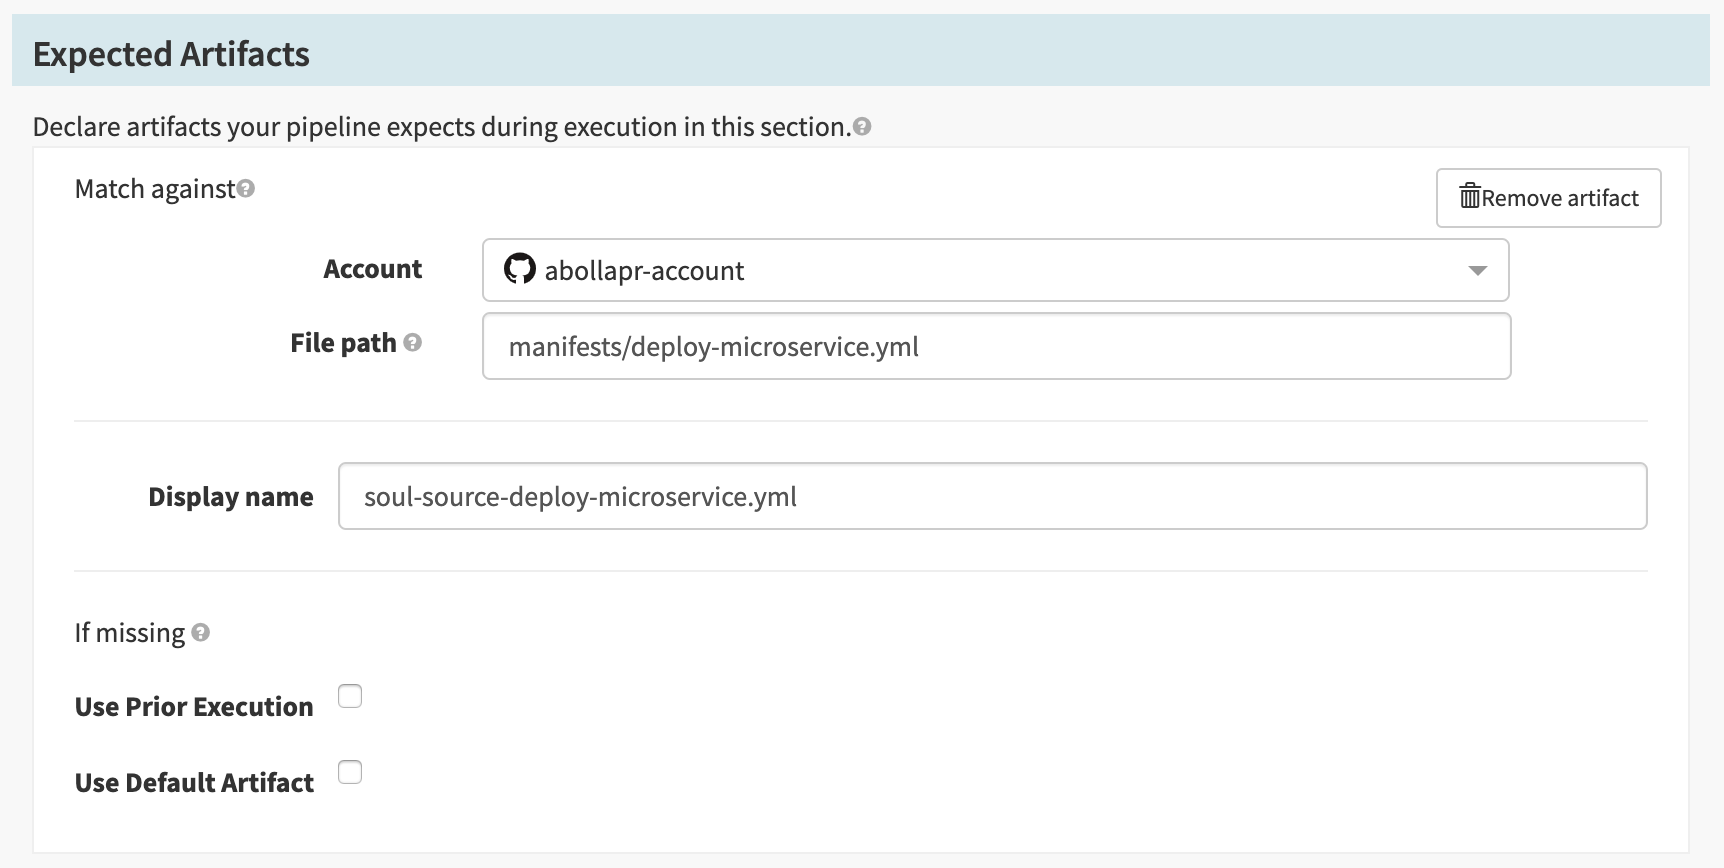 Expected Artifacts
Declare artifacts your pipeline expects during execution in this section.?
Match against?
Remove artifact
Account abollapr-account
File path ? manifests/deploy-microservice.yml
Display name soul-source-deploy-microservice.yml
If missing ?
Use Prior Execution
Use Default Artifact